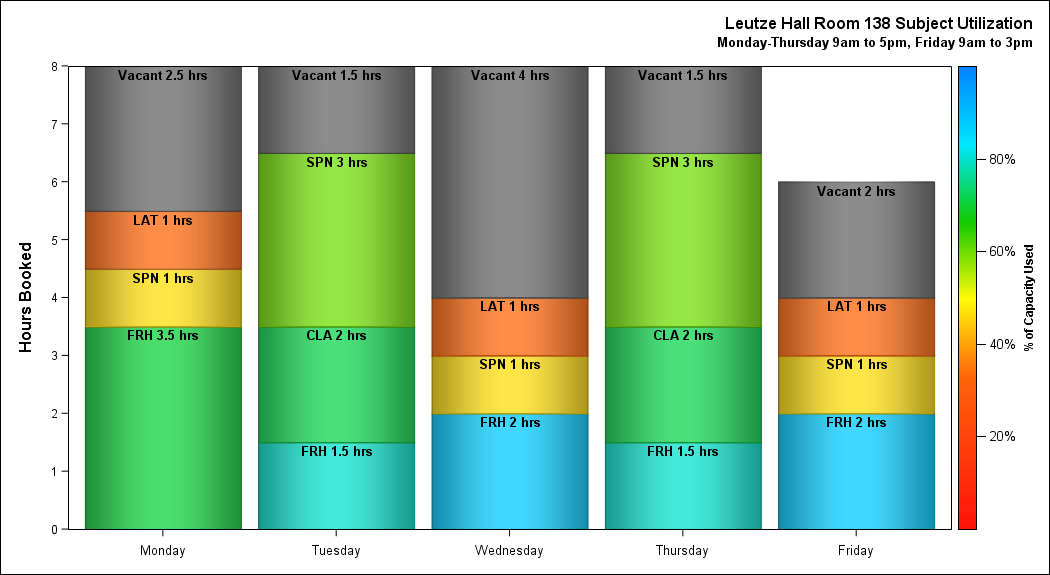 Leutze Hall Room 138 Subject Utilization
Monday-Thursday 9am to 5pm, Friday 9am to 3pm
Hours Booked
8
7
6
5
4
3
2
1
0
Vacant 2.5 hrs
LAT 1 hrs
SPN 1 hrs
FRH 3.5 hrs
Vacant 1.5 hrs
SPN 3 hrs
CLA 2 hrs
FRH 1.5 hrs
Vacant 4 hrs
LAT 1 hrs
SPN 1 hrs
FRH 2 hrs
Vacant 1.5 hrs
SPN 3 hrs
CLA 2 hrs
FRH 1.5 hrs
Vacant 2 hrs
LAT 1 hrs
SPN 1 hrs
FRH 2 hrs
Monday
Tuesday
Wednesday
Thursday
Friday
80%
60%
40%
20%
% of Capacity Used